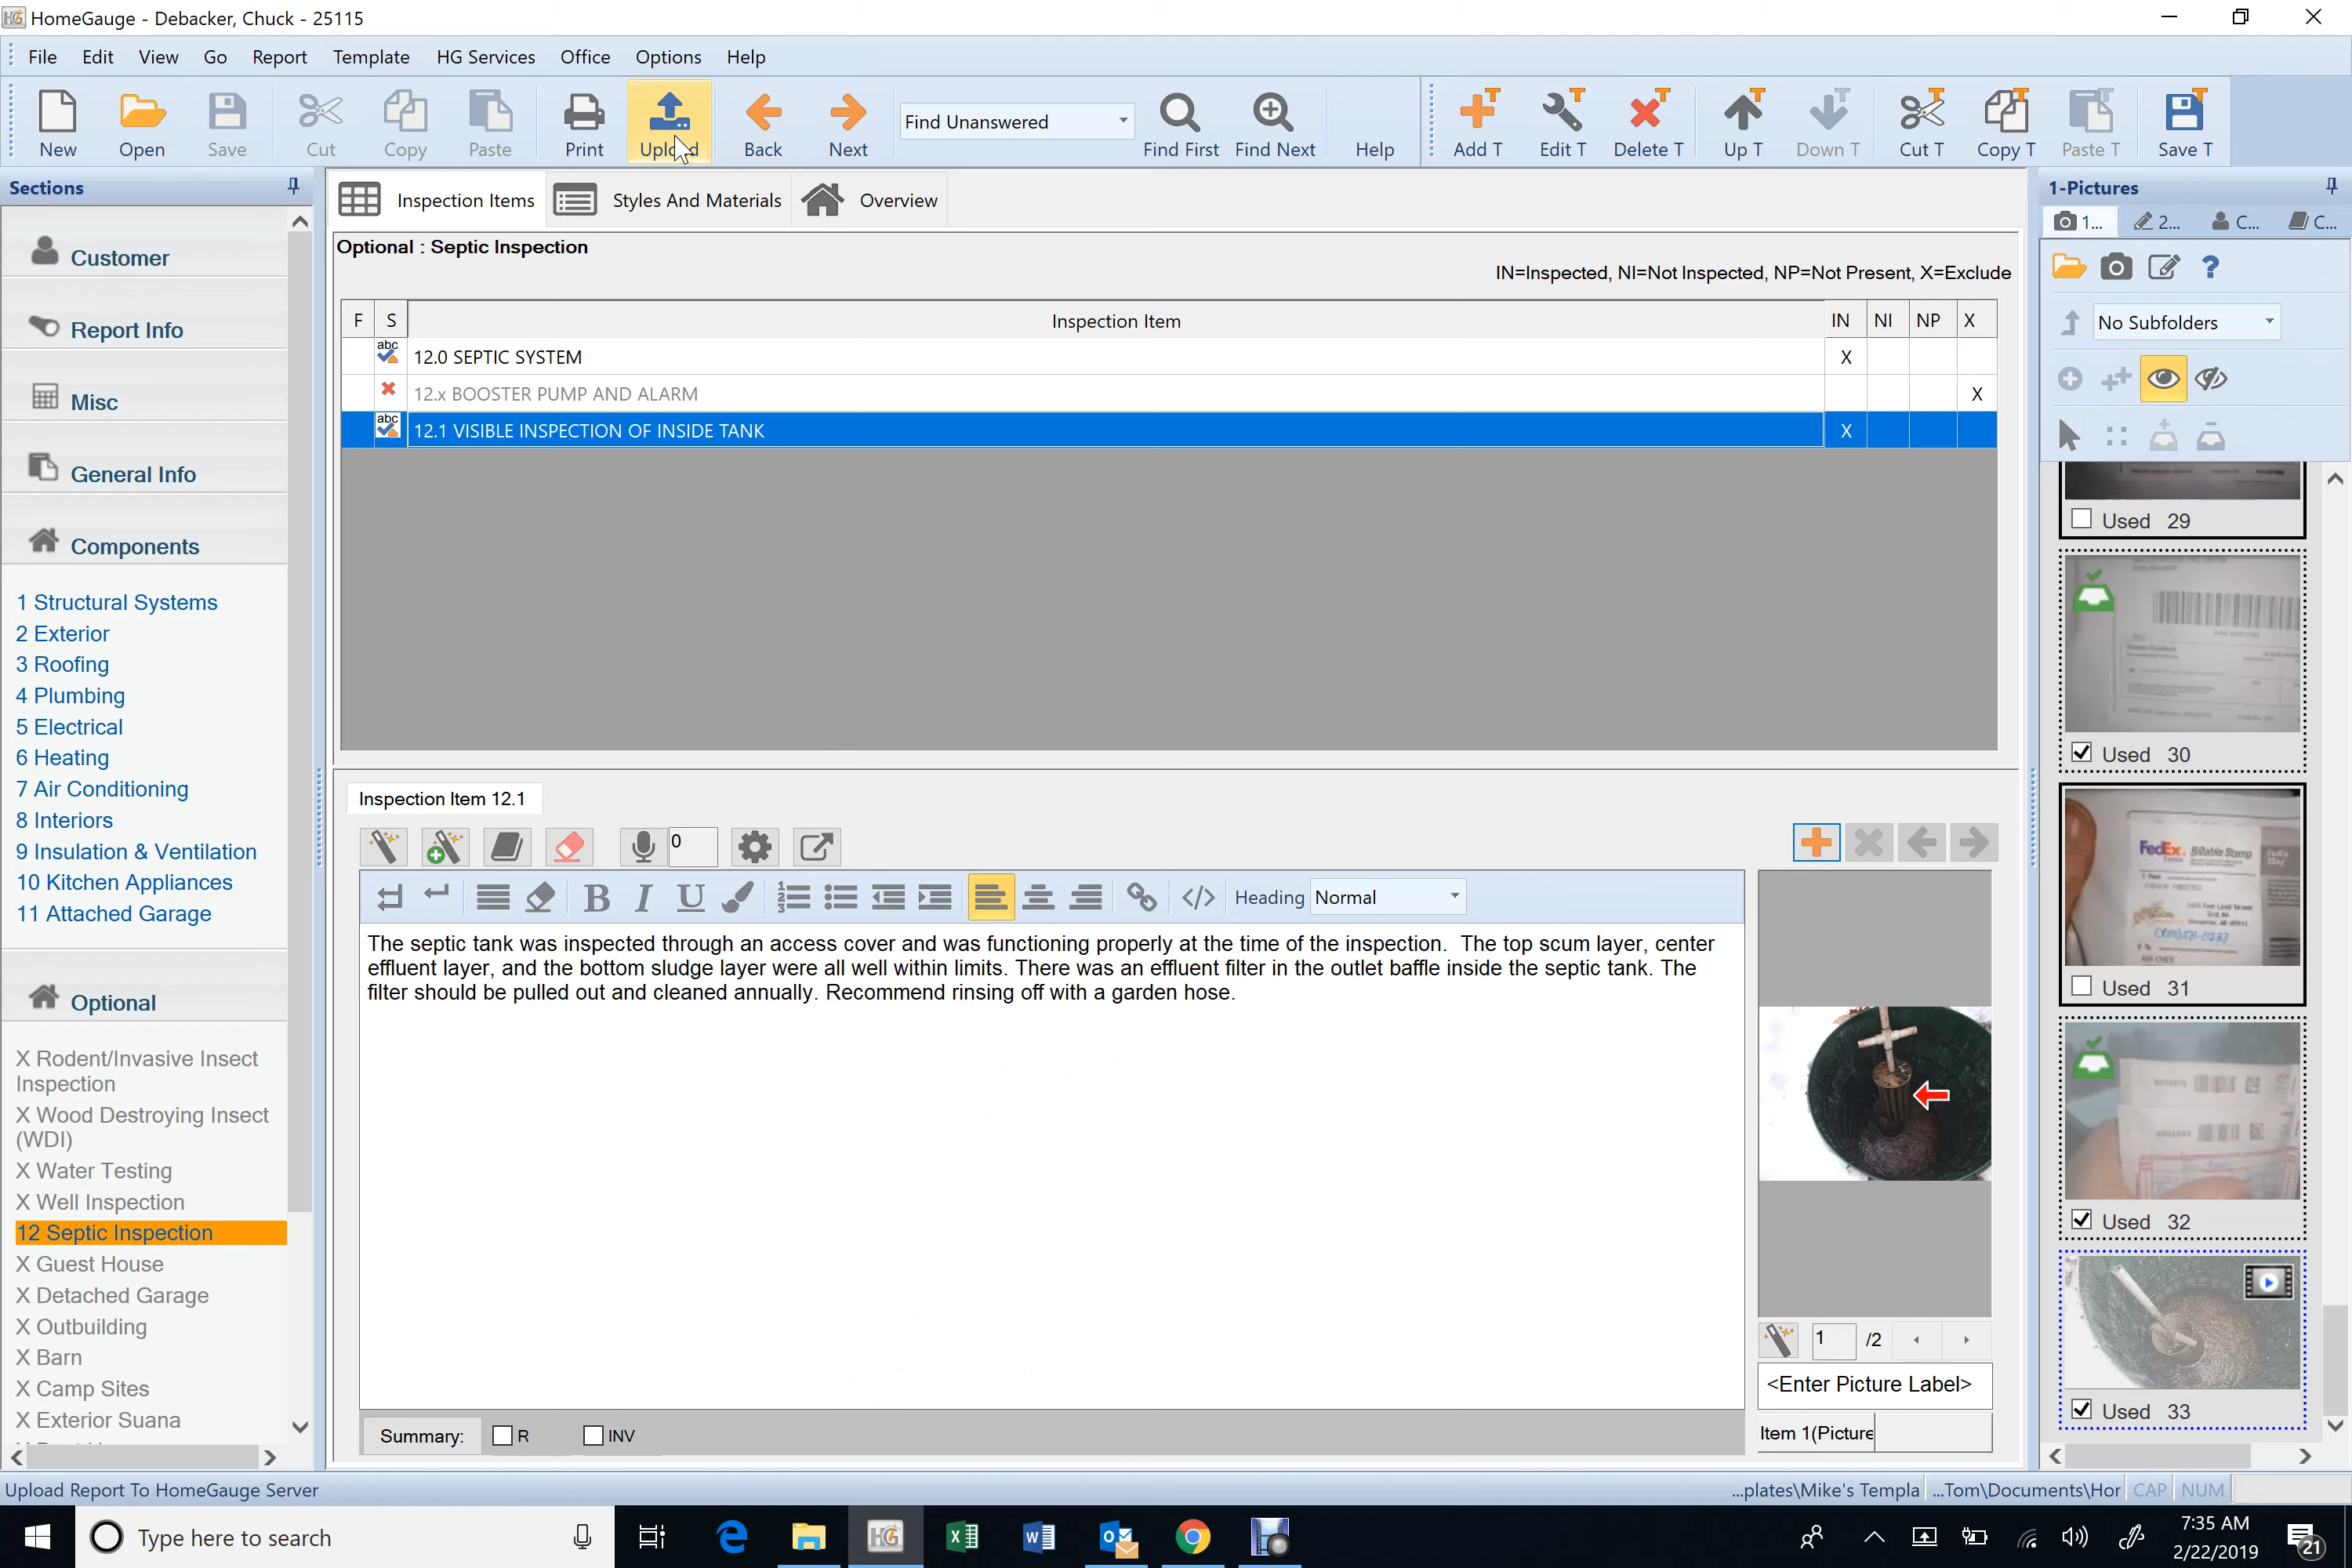 HomeGauge - Debacker, Chuck - 25115
File Edit View Go Report Template HG Services Office Options Help
New Open Save Cut Copy Paste Print Upload Back Next Find Unanswered Find First Find Next Help Add T Edit T Delete T Up T Down T Cut T Copy T Paste T Save T
Sections
Customer
Report Info
Misc
General Info
Components
1 Structural Systems
2 Exterior
3 Roofing
4 Plumbing
5 Electrical
6 Heating
7 Air Conditioning
8 Interiors
9 Insulation & Ventilation
10 Kitchen Appliances
11 Attached Garage
Optional
X Rodent/Invasive Insect
Inspection
X Wood Destroying Insect
(WDI)
X Water Testing
X Well Inspection
12 Septic Inspection
X Guest House
X Detached Garage
X Outbuilding
X Barn
X Camp Sites
X Exterior Suana
Inspection Items Styles And Materials Overview
Optional : Septic Inspection
IN=Inspected, NI=Not Inspected, NP=Not Present, X=Exclude
F S Inspection Item IN NI NP X
abc 12.0 SEPTIC SYSTEM X
12.x BOOSTER PUMP AND ALARM X
abc 12.1 VISIBLE INSPECTION OF INSIDE TANK X
Inspection Item 12.1
0
Heading Normal
The septic tank was inspected through an access cover and was functioning properly at the time of the inspection. The top scum layer, center
effluent layer, and the bottom sludge layer were all well within limits. There was an effluent filter in the outlet baffle inside the septic tank. The
filter should be pulled out and cleaned annually. Recommend rinsing off with a garden hose.
Summary: R INV
1 /2
<Enter Picture Label>
Item 1(Picture
1-Pictures
1... 2... C... C...
No Subfolders
Used 29
Used 30
FedEx Billable Stamp
Used 31
Used 32
Used 33
Upload Report To HomeGauge Server
...plates\Mike's Templa ...Tom\Documents\Hor CAP NUM
Type here to search
7:35 AM
2/22/2019
21